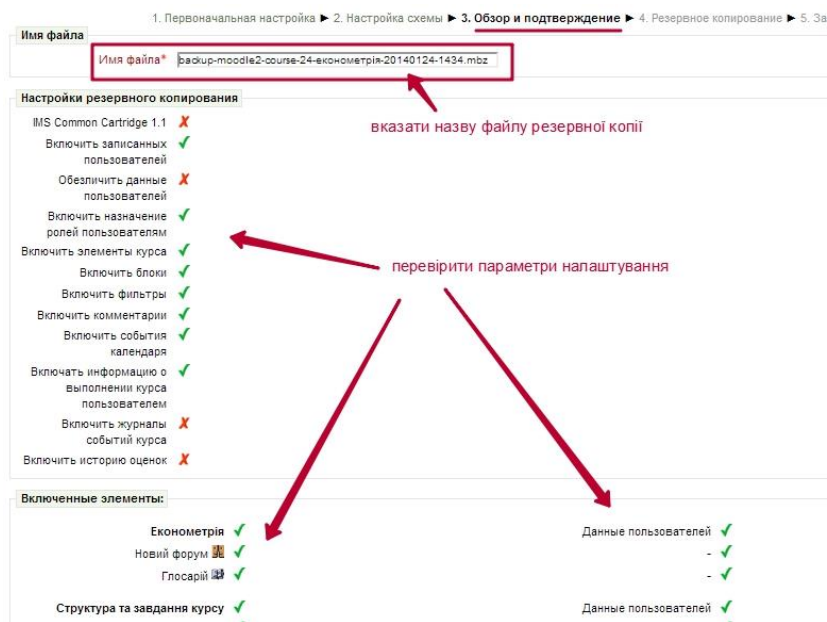 1. Первоначальная настройка ► 2. Настройка схемы ► 3. Обзор и подтверждение ► 4. Резервное копирование ► 5. За
Имя файла
Имя файла* backup-moodle2-course-24-економетрія-20140124-1434.mbz
вказати назву файлу резервної копії
Настройки резервного копирования
IMS Common Cartridge 1.1
Включить записанных
пользователей
Обезличить данные
пользователей
Включить назначение
ролей пользователям
Включить элементы курса
перевірити параметри налаштування
Включить блоки
Включить фильтры
Включить комментарии
Включить события
календаря
Включать информацию о
выполнении курса
пользователем
Включить журналы
событий курса
Включить историю оценок
Включенные элементы:
Економетрія Данные пользователей
Новий форум -
Глосарій -
Структура та завдання курсу Данные пользователей